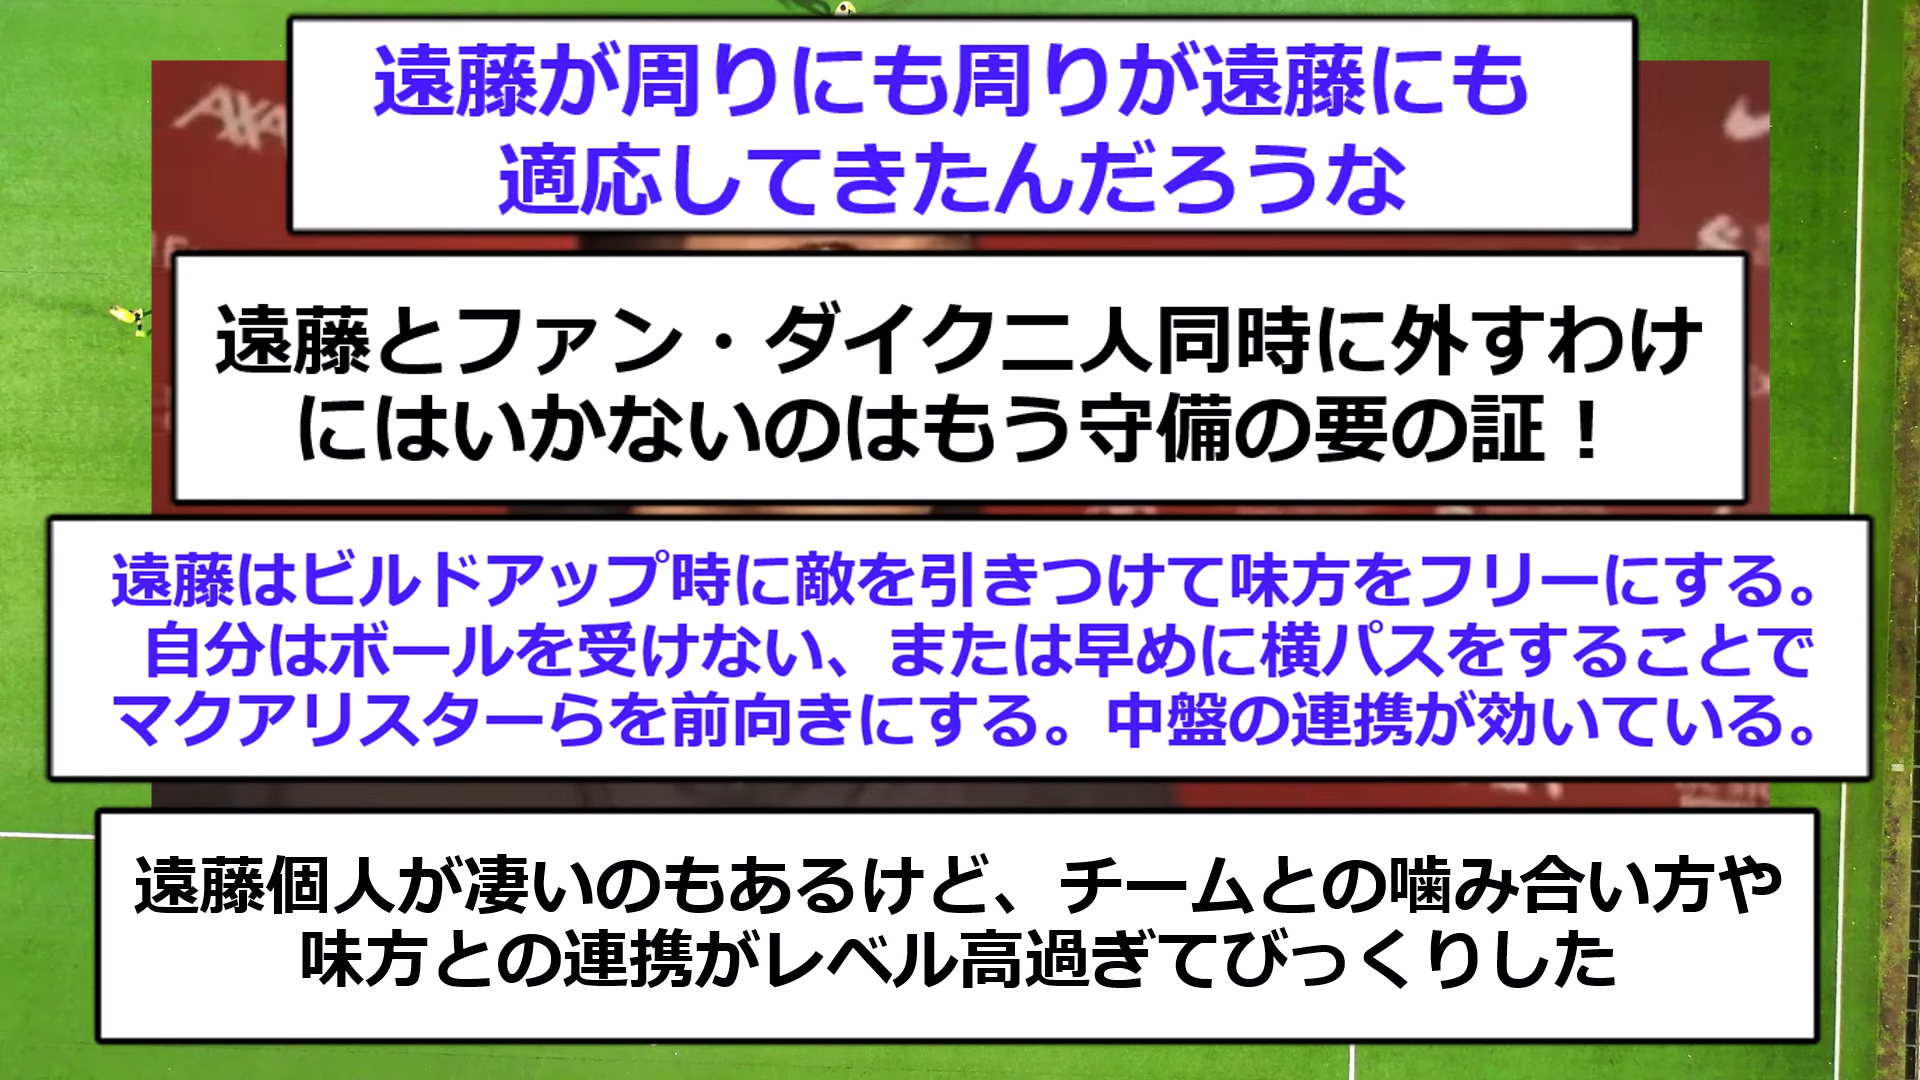 AXA
遠藤が周りにも周りが遠藤にも
適応してきたんだろうな
遠藤とファン・ダイク二人同時に外すわけ
にはいかないのはもう守備の要の証！
遠藤はビルドアップ時に敵を引きつけて味方をフリーにする。
自分はボールを受けない、または早めに横パスをすることで
マクアリスターらを前向きにする。中盤の連携が効いている。
遠藤個人が凄いのもあるけど、チームとの噛み合い方や
味方との連携がレベル高過ぎてびっくりした